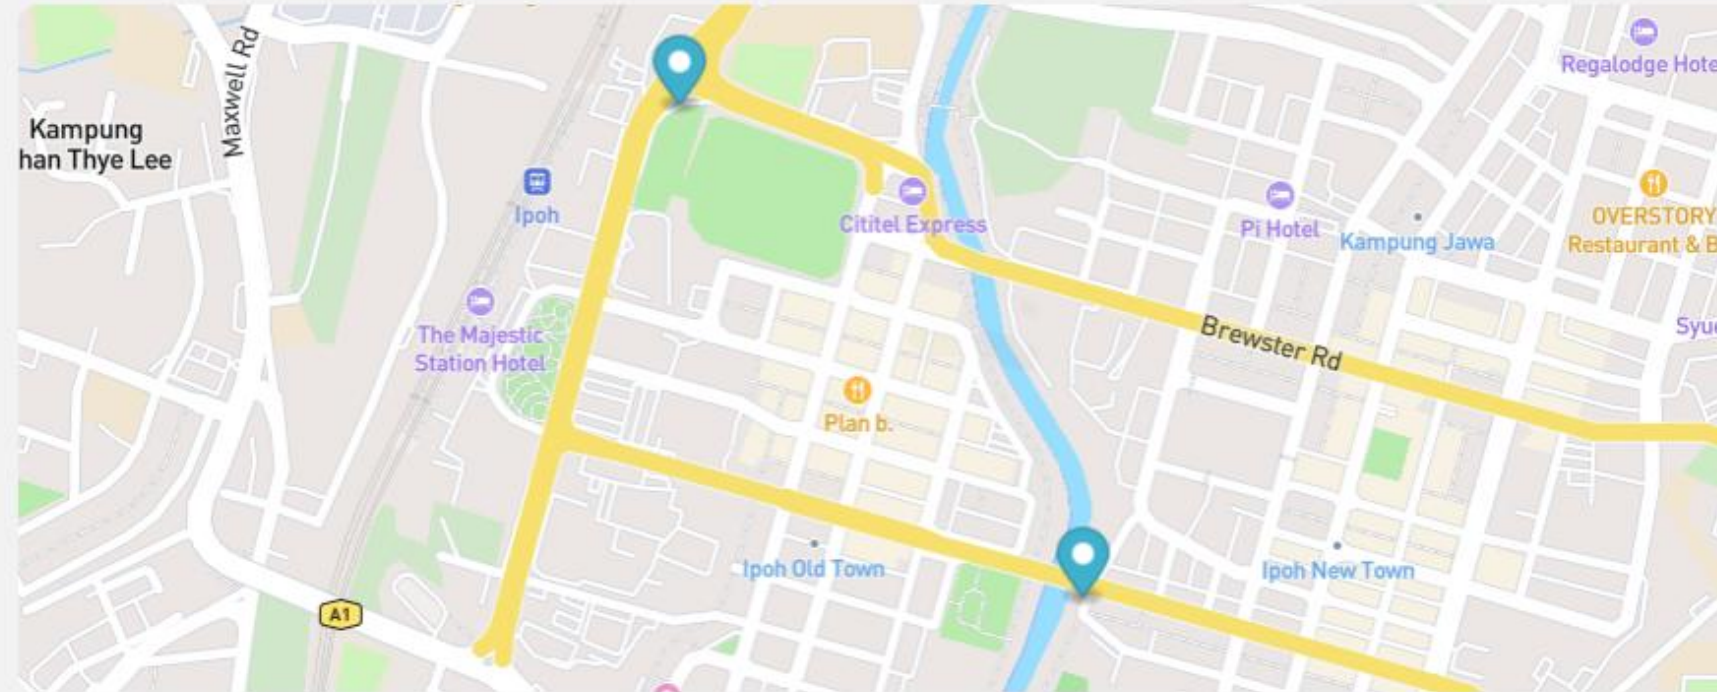 Maxwell Rd
Regalodge Hote
Kampung
han Thye Lee
Ipoh
Cititel Express
Pi Hotel
Kampung Jawa
OVERSTORY
Restaurant & B
The Majestic
Station Hotel
Brewster Rd
Syue
Plan b.
Ipoh Old Town
Ipoh New Town
A1